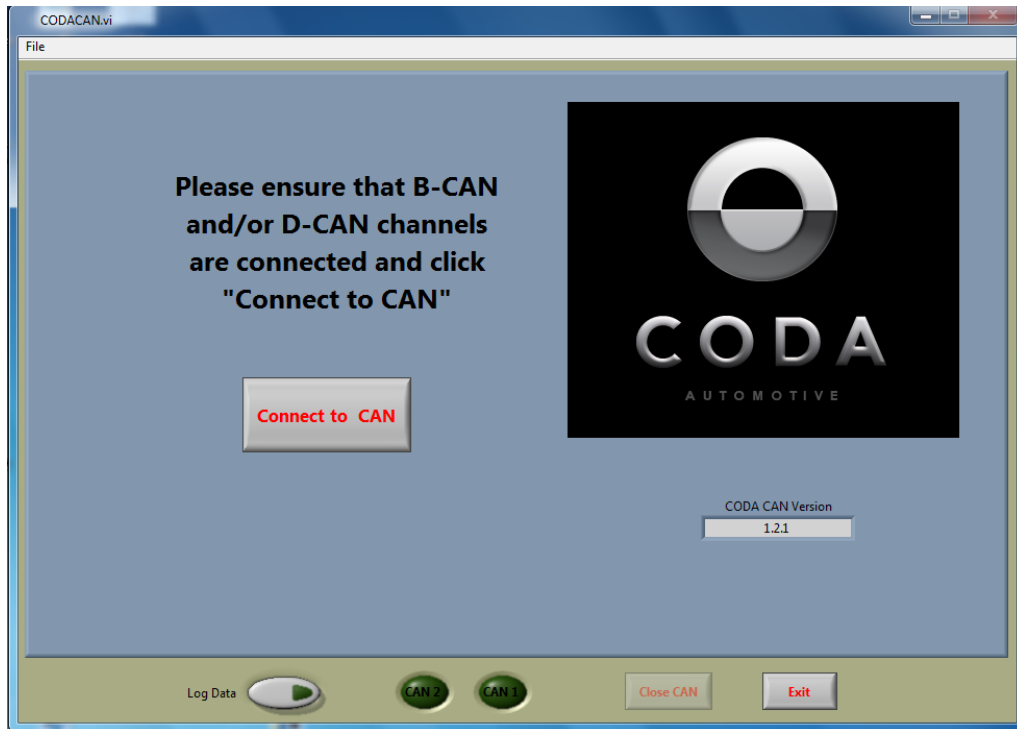 CODACAN.vi
File
Please ensure that B-CAN
and/or D-CAN channels
are connected and click
"Connect to CAN"
Connect to CAN
CODA
AUTOMOTIVE
CODA CAN Version
1.2.1
Log Data
CAN 2
CAN 1
Close CAN
Exit